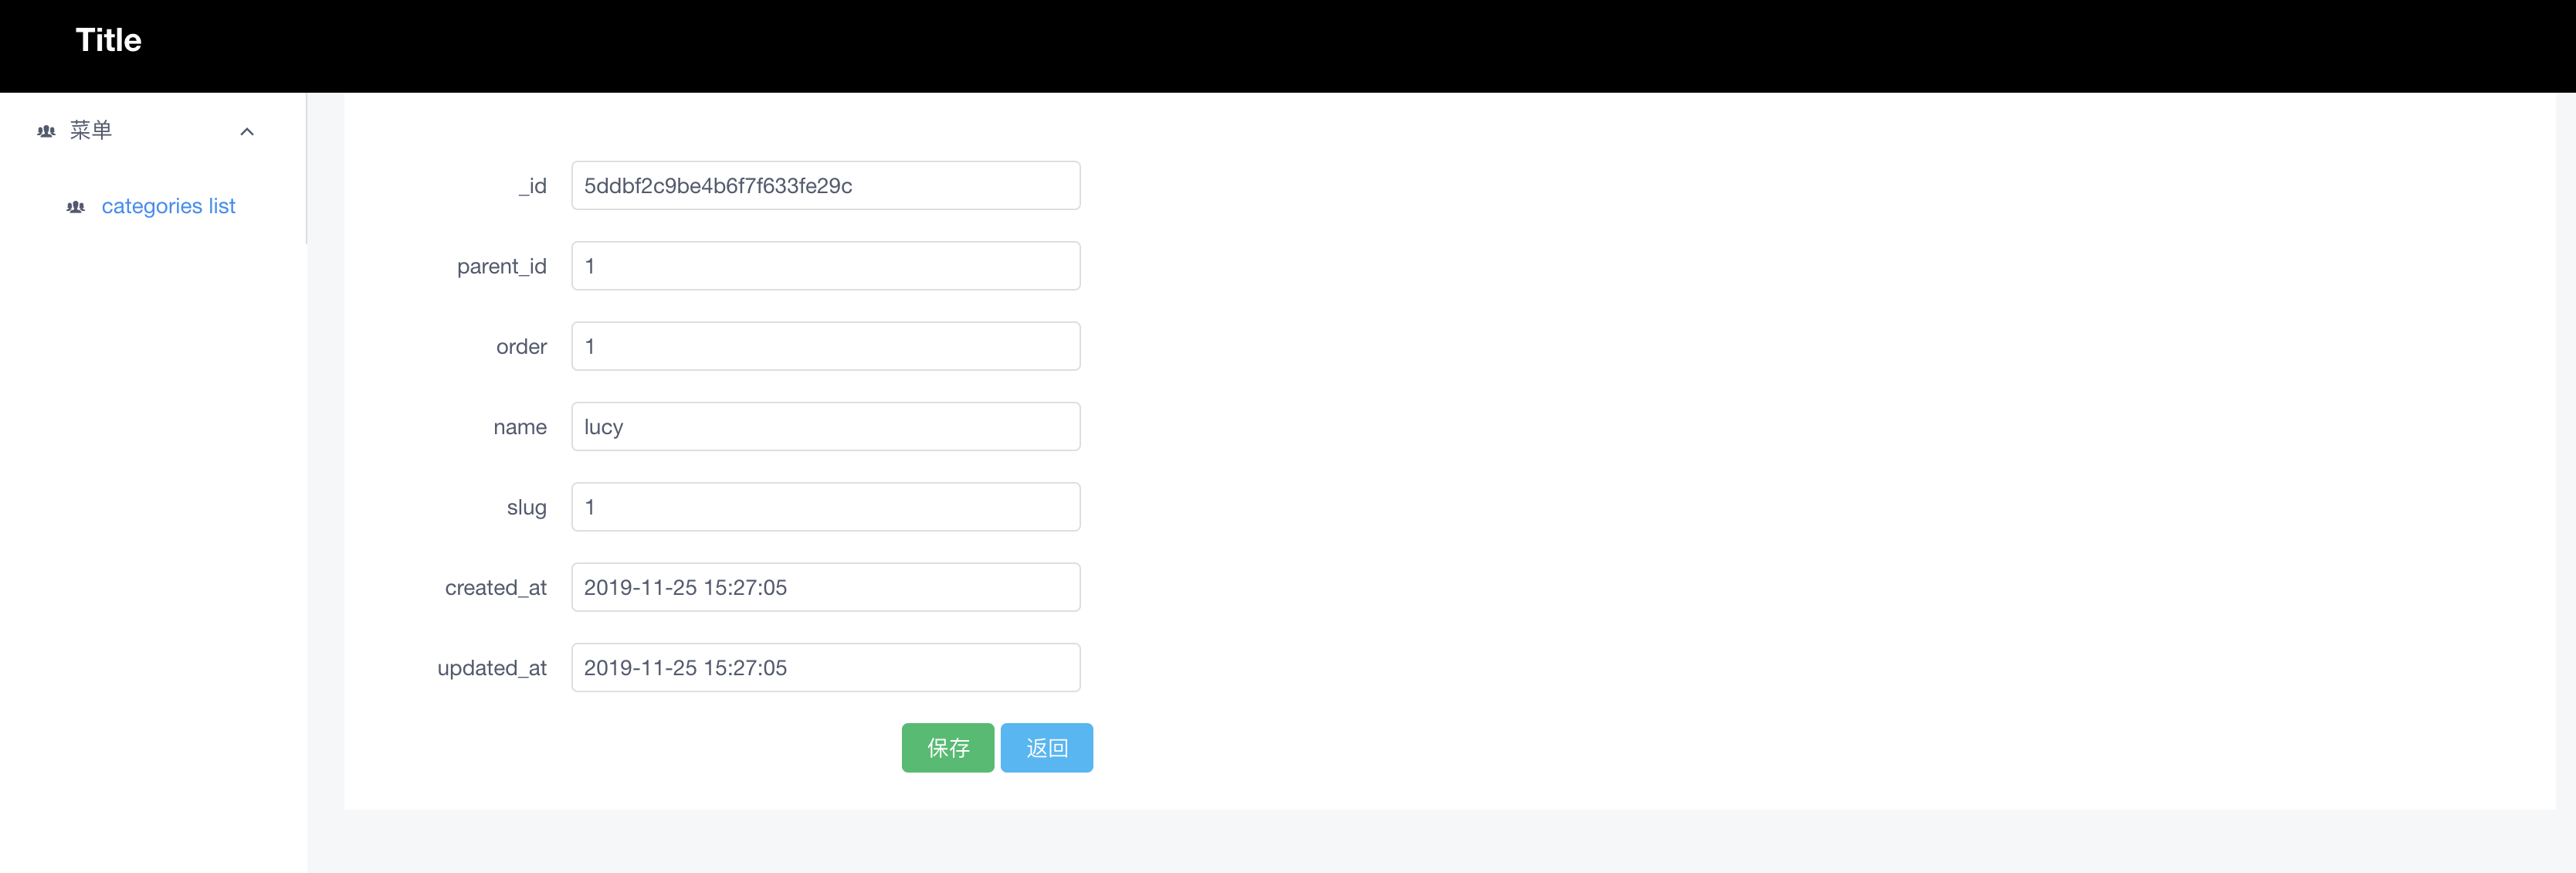 Title
菜单
categories list
_id 5ddbf2c9be4b6f7f633fe29c
parent_id 1
order 1
name lucy
slug 1
created_at 2019-11-25 15:27:05
updated_at 2019-11-25 15:27:05
保存 返回